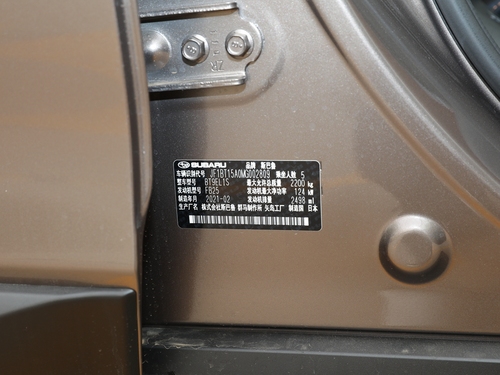 SUBARU 品牌 斯巴鲁
车辆识别代号 JF1BT15A0MG002809 乘坐人数 5
整车型号 BT9EL1S 最大允许总质量 2200 kg
发动机型号 FB25 发动机最大净功率 124 kW
制造年月 2021-02 发动机排量 2498 ml
生产厂名 株式会社斯巴鲁 群马制作所 矢岛工厂 制造国 日本